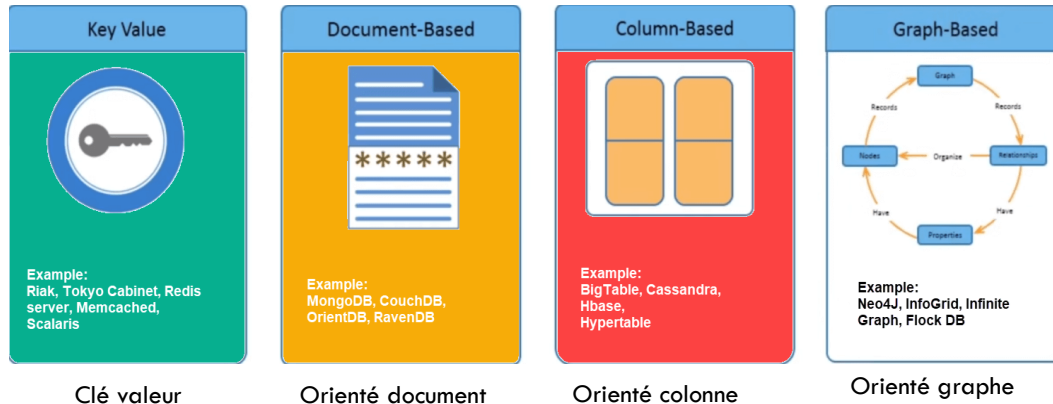 Key Value
Document-Based
Column-Based
Graph-Based
Graph
Records
Records
Nodes
Organize
Relationships
Have
Have
Properties
*****
Example:
Riak, Tokyo Cabinet, Redis
server, Memcached,
Scalaris
Example:
MongoDB, CouchDB,
OrientDB, RavenDB
Example:
BigTable, Cassandra,
Hbase,
Hypertable
Example:
Neo4J, InfoGrid, Infinite
Graph, Flock DB
Clé valeur
Orienté document
Orienté colonne
Orienté graphe